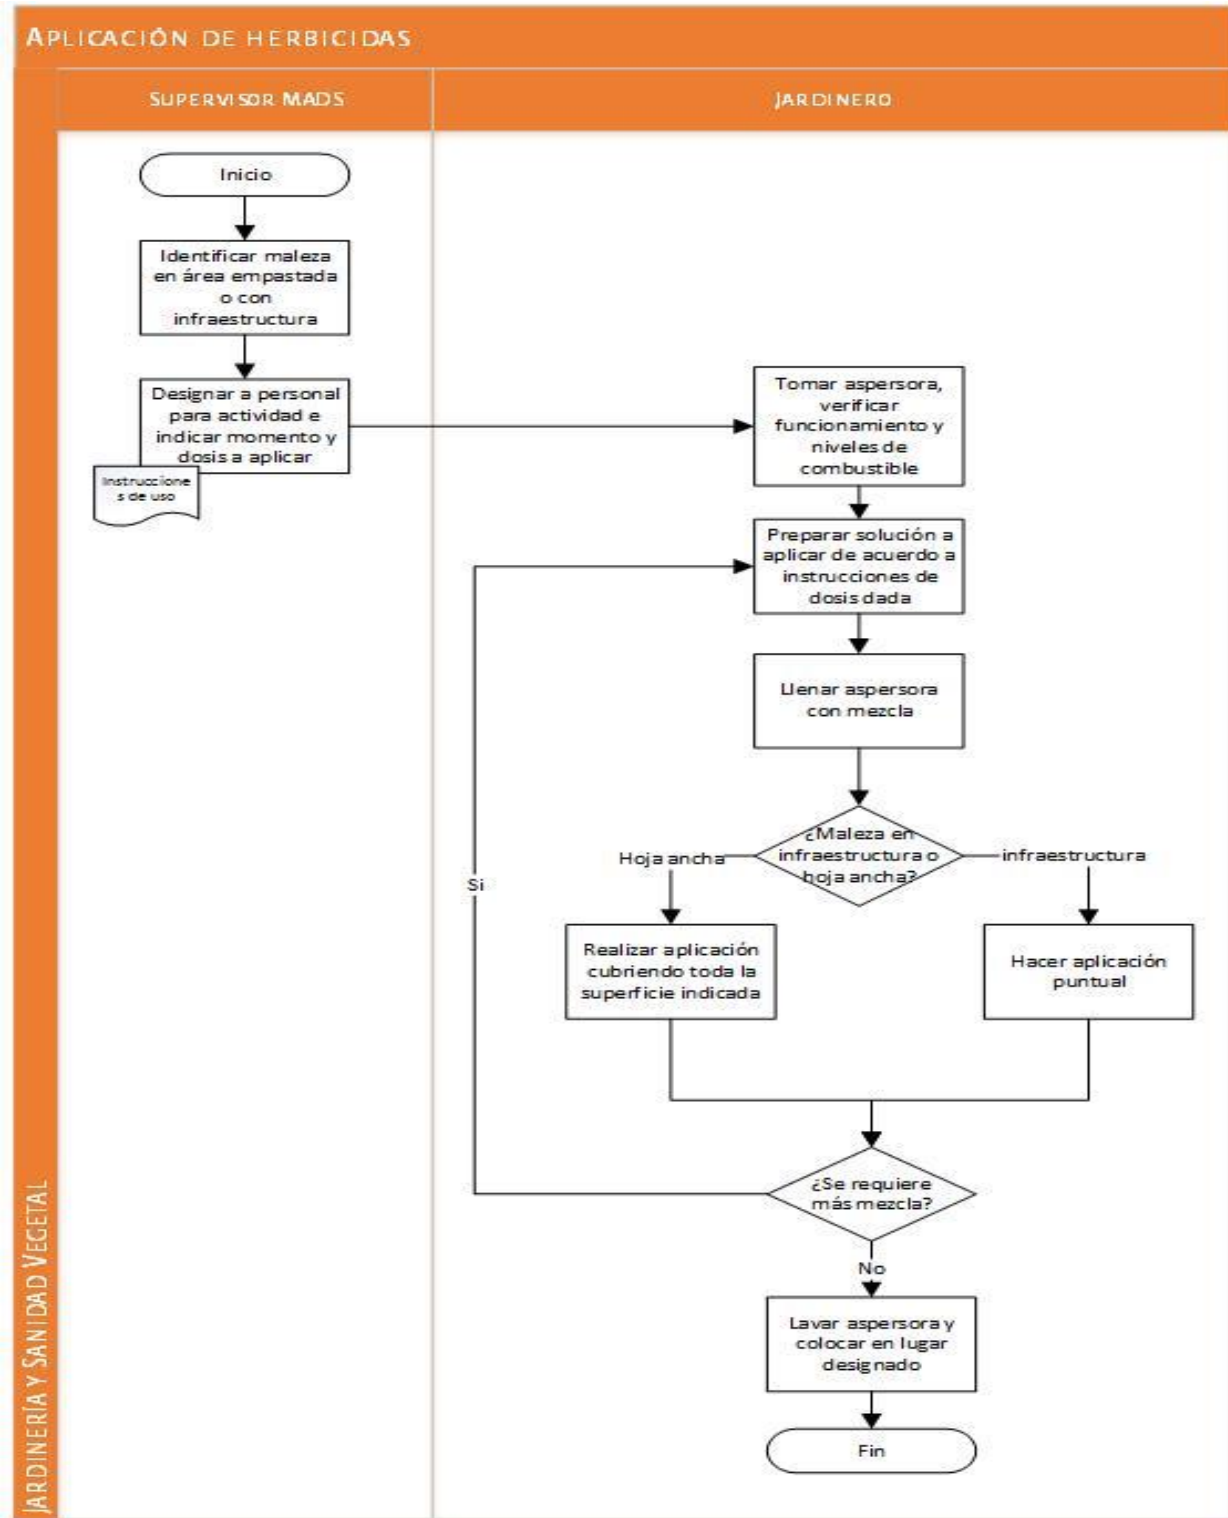 APLICACIÓN DE HERBICIDAS
SUPERVISOR MADS
JARDINERO
Inicio
Identificar maleza
en área empastada
o con
infraestructura
Designar a personal
para actividad e
indicar momento y
dosis a aplicar
Instruccione
s de uso
Tomar aspersora,
verificar
funcionamiento y
niveles de
combustible
Preparar solución a
aplicar de acuerdo a
instrucciones de
dosis dada
Llenar aspersora
con mezcla
¿Maleza en
infraestructura o
hoja ancha?
Hoja ancha
infraestructura
Si
Realizar aplicación
cubriendo toda la
superficie indicada
Hacer aplicación
puntual
¿Se requiere
más mezcla?
No
Lavar aspersora y
colocar en lugar
designado
Fin
JARDINERÍA Y SANIDAD VEGETAL